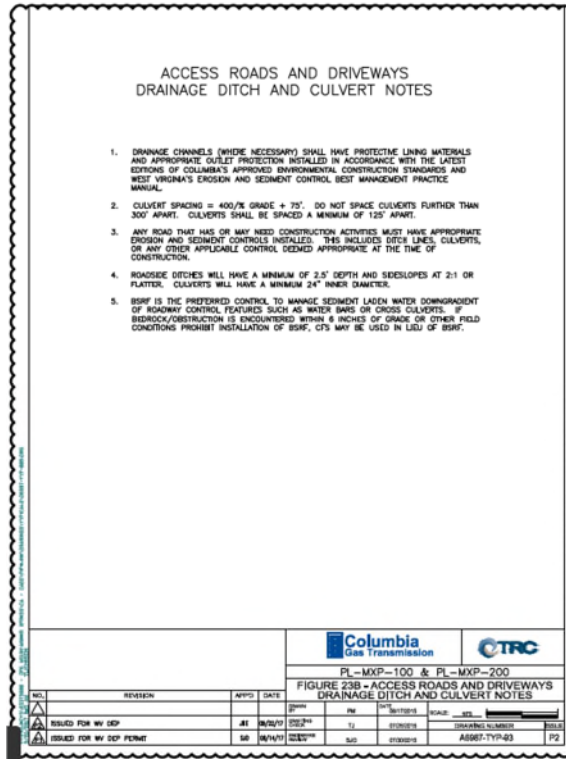 ACCESS ROADS AND DRIVEWAYS
DRAINAGE DITCH AND CULVERT NOTES
1. DRAINAGE CHANNELS (WHERE NECESSARY) SHALL HAVE PROTECTIVE LINING MATERIALS
AND APPROPRIATE OUTLET PROTECTION INSTALLED IN ACCORDANCE WITH THE LATEST
EDITIONS OF COLUMBIA'S APPROVED ENVIRONMENTAL CONSTRUCTION STANDARDS AND
WEST VIRGINIA'S EROSION AND SEDIMENT CONTROL BEST MANAGEMENT PRACTICE
MANUAL.
2. CULVERT SPACING = 400/% GRADE + 75'. DO NOT SPACE CULVERTS FURTHER THAN
300' APART. CULVERTS SHALL BE SPACED A MINIMUM OF 125' APART.
3. ANY ROAD THAT HAS OR MAY NEED CONSTRUCTION ACTIVITIES MUST HAVE APPROPRIATE
EROSION AND SEDIMENT CONTROLS INSTALLED. THIS INCLUDES DITCH LINES, CULVERTS,
OR ANY OTHER APPLICABLE CONTROL DEEMED APPROPRIATE AT THE TIME OF
CONSTRUCTION.
4. ROADSIDE DITCHES WILL HAVE A MINIMUM OF 2.5' DEPTH AND SIDESLOPES AT 2:1 OR
FLATTER. CULVERTS WILL HAVE A MINIMUM 24" INNER DIAMETER.
5. BSRF IS THE PREFERRED CONTROL TO MANAGE SEDIMENT LADEN WATER DOWNGRADIENT
OF ROADWAY CONTROL FEATURES SUCH AS WATER BARS OR CROSS CULVERTS. IF
BEDROCK/OBSTRUCTION IS ENCOUNTERED WITHIN 6 INCHES OF GRADE OR OTHER FIELD
CONDITIONS PROHIBIT INSTALLATION OF BSRF, CFS MAY BE USED IN LIEU OF BSRF.
Columbia
Gas Transmission
TRC
PL-MXP-100 & PL-MXP-200
FIGURE 23B - ACCESS ROADS AND DRIVEWAYS
DRAINAGE DITCH AND CULVERT NOTES
NO. REVISION APP'D DATE
ISSUED FOR WV DEP
ISSUED FOR WV DEP PERMIT SJO
PM DATE SCALE: NTS
TJ DRAWING NUMBER ISSUE
SJO A6987-TYP-93 P2